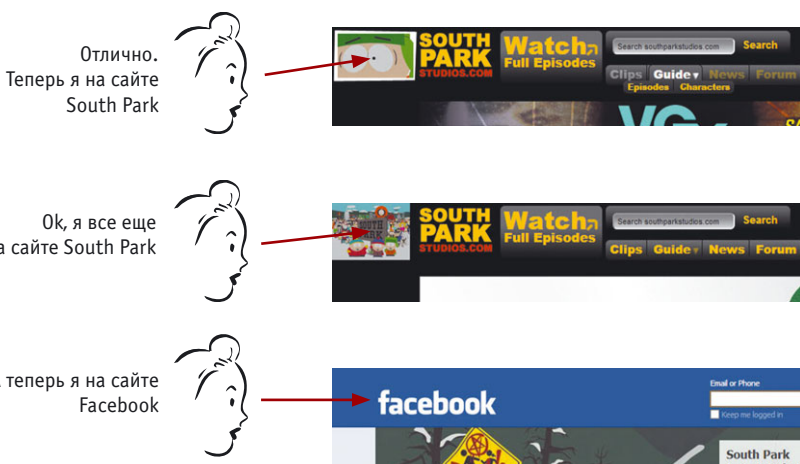 Отлично.
Теперь я на сайте
South Park
SOUTH
PARK
STUDIOS.COM
Watch
Full Episodes
Search southparkstudios.com
Search
Clips Guide News Forum
Episodes Characters
Ok, я все еще
а сайте South Park
SOUTH
PARK
SOUTH
PARK
STUDIOS.COM
Watch
Full Episodes
Search southparkstudios.com
Search
Clips Guide News Forum
теперь я на сайте
Facebook
facebook
Email or Phone
Keep me logged in
South Park